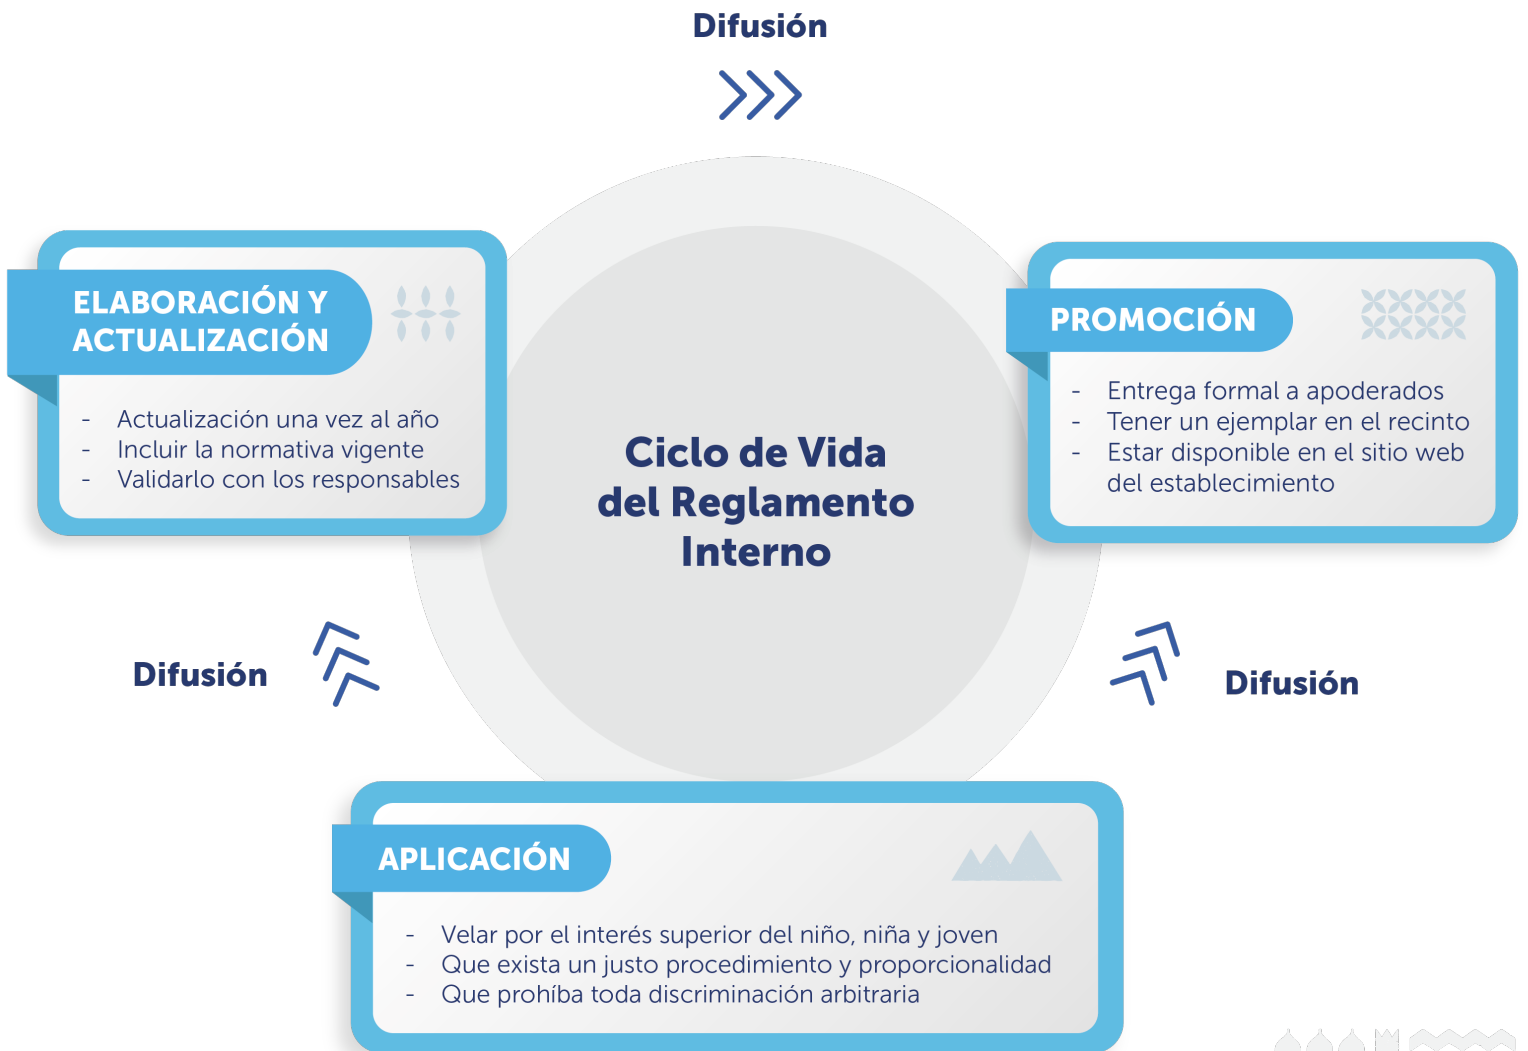 Difusión
ELABORACIÓN Y
ACTUALIZACIÓN
- Actualización una vez al año
- Incluir la normativa vigente
- Validarlo con los responsables
PROMOCIÓN
- Entrega formal a apoderados
- Tener un ejemplar en el recinto
- Estar disponible en el sitio web
del establecimiento
Ciclo de Vida
del Reglamento
Interno
Difusión
Difusión
APLICACIÓN
- Velar por el interés superior del niño, niña y joven
- Que exista un justo procedimiento y proporcionalidad
- Que prohíba toda discriminación arbitraria